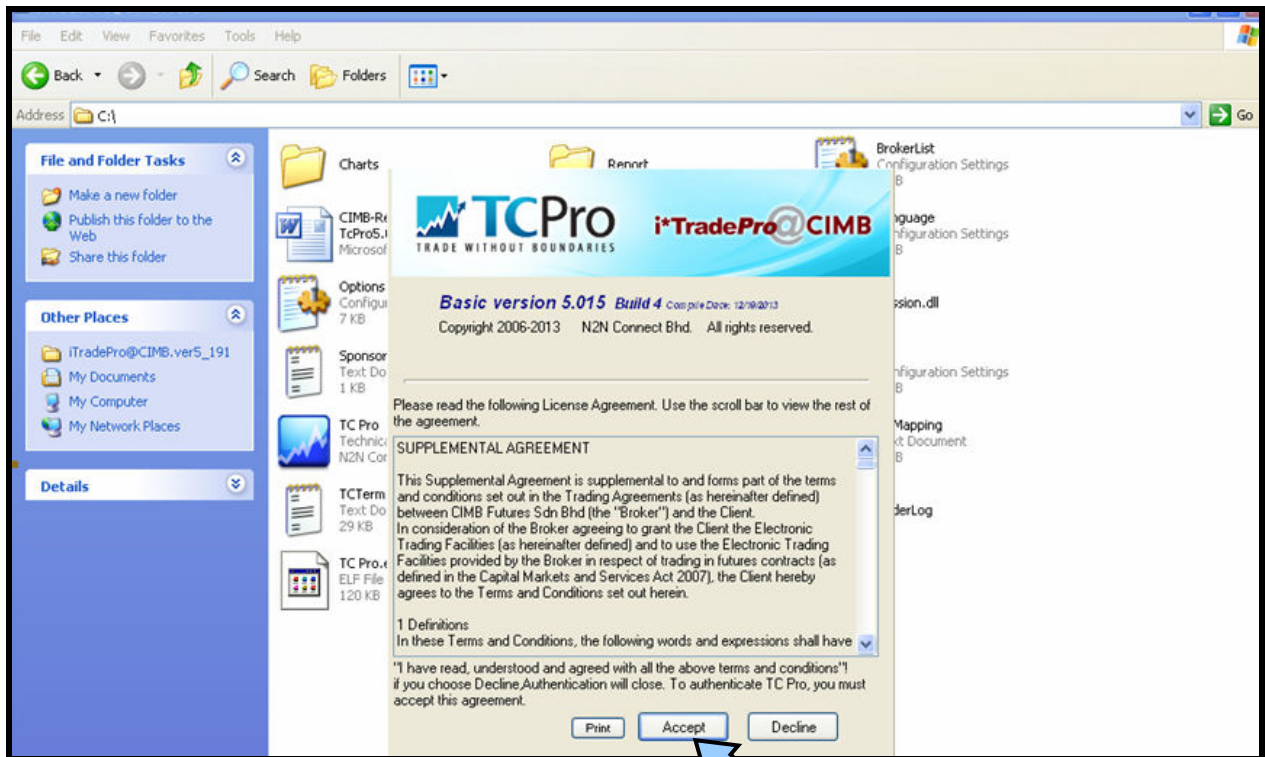 File Edit View Favorites Tools Help
Back Search Folders
Address C:\ Go
File and Folder Tasks
Make a new folder
Publish this folder to the
Web
Share this folder
Other Places
iTradePro@CIMB.ver5_191
My Documents
My Computer
My Network Places
Details
Charts
Report
BrokerList
Configuration Settings
B
CIMB-Re
TcPro5.
Microsof
Options
Configur
7 KB
Sponsor
Text Do
1 KB
TC Pro
Technica
N2N Cor
TCTerm
Text Do
29 KB
TC Pro.e
ELF File
120 KB
nguage
nfiguration Settings
B
ssion.dll
nfiguration Settings
B
Mapping
xt Document
B
derLog
TCPro
TRADE WITHOUT BOUNDARIES
i*TradePro@CIMB
Basic version 5.015 Build 4 Compile Date: 12/19/2013
Copyright 2006-2013 N2N Connect Bhd. All rights reserved.
Please read the following License Agreement. Use the scroll bar to view the rest of
the agreement.
SUPPLEMENTAL AGREEMENT
This Supplemental Agreement is supplemental to and forms part of the terms
and conditions set out in the Trading Agreements (as hereinafter defined)
between CIMB Futures Sdn Bhd (the "Broker") and the Client.
In consideration of the Broker agreeing to grant the Client the Electronic
Trading Facilities (as hereinafter defined) and to use the Electronic Trading
Facilities provided by the Broker in respect of trading in futures contracts (as
defined in the Capital Markets and Services Act 2007), the Client hereby
agrees to the Terms and Conditions set out herein.
1 Definitions
In these Terms and Conditions, the following words and expressions shall have
"I have read, understood and agreed with all the above terms and conditions"!
if you choose Decline,Authentication will close. To authenticate TC Pro, you must
accept this agreement.
Print Accept Decline